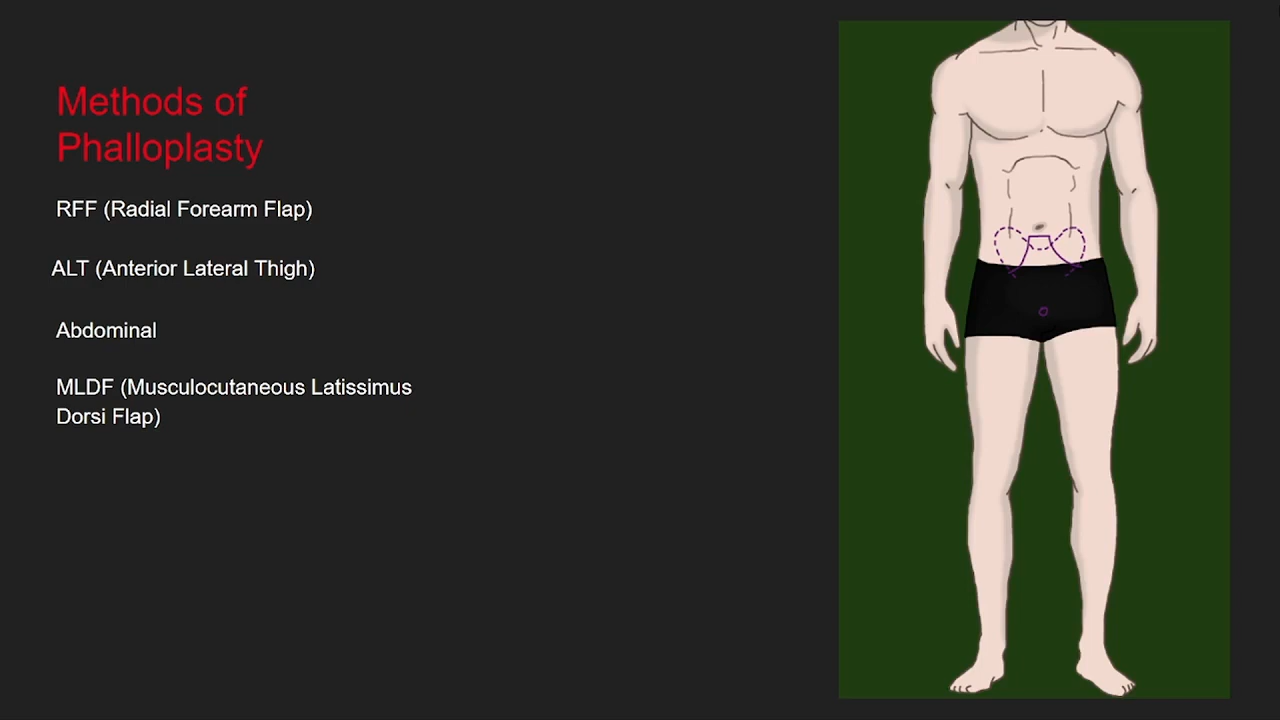 Methods of
Phalloplasty
RFF (Radial Forearm Flap)
ALT (Anterior Lateral Thigh)
Abdominal
MLDF (Musculocutaneous Latissimus
Dorsi Flap)